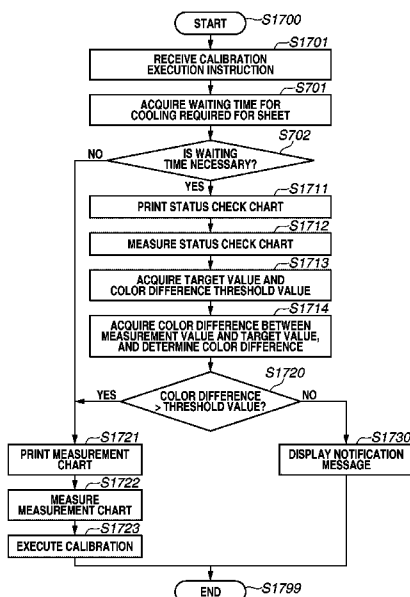 START
S1700
S1701
RECEIVE CALIBRATION
EXECUTION INSTRUCTION
S701
ACQUIRE WAITING TIME FOR
COOLING REQUIRED FOR SHEET
S702
NO
IS WAITING
TIME NECESSARY?
YES
S1711
PRINT STATUS CHECK CHART
S1712
MEASURE STATUS CHECK CHART
S1713
ACQUIRE TARGET VALUE AND
COLOR DIFFERENCE THRESHOLD VALUE
S1714
ACQUIRE COLOR DIFFERENCE BETWEEN
MEASUREMENT VALUE AND TARGET VALUE,
AND DETERMINE COLOR DIFFERENCE
S1720
YES
COLOR DIFFERENCE
> THRESHOLD VALUE?
NO
S1721
PRINT MEASUREMENT
CHART
S1730
DISPLAY NOTIFICATION
MESSAGE
S1722
MEASURE
MEASUREMENT CHART
S1723
EXECUTE CALIBRATION
END
S1799